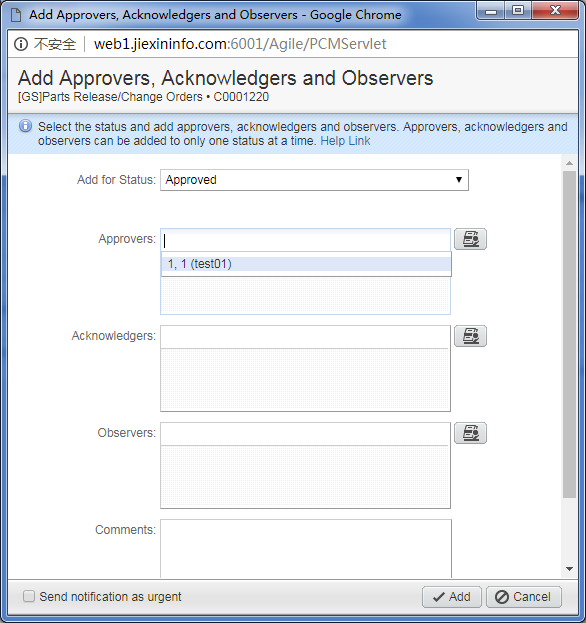 Add Approvers, Acknowledgers and Observers - Google Chrome
不安全 web1.jiexininfo.com:6001/Agile/PCMServlet
Add Approvers, Acknowledgers and Observers
[GS]Parts Release/Change Orders • C0001220
Select the status and add approvers, acknowledgers and observers. Approvers, acknowledgers and
observers can be added to only one status at a time. Help Link
Add for Status: Approved
Approvers:
1, 1 (test01)
Acknowledgers:
Observers:
Comments:
Send notification as urgent Add Cancel